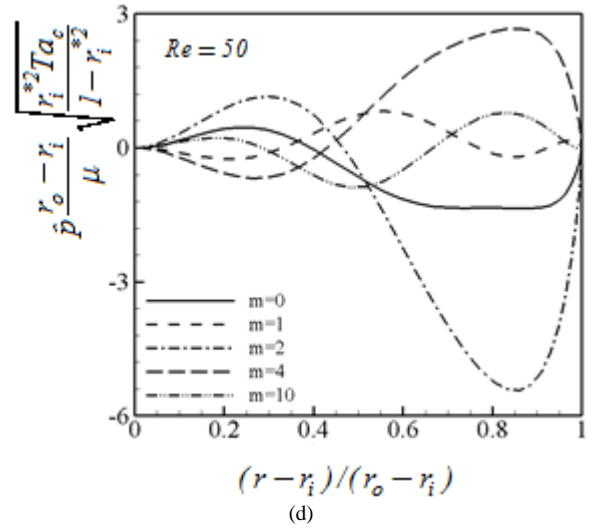 3
Re = 50
0
-3
m=0
m=1
m=2
m=4
m=10
-6
0 0.2 0.4 0.6 0.8 1
p̂ (r_o − r_i)/μ √(r_i^{*2} Ta_c/(1 − r_i^{*2}))
(r − r_i)/(r_o − r_i)
(d)